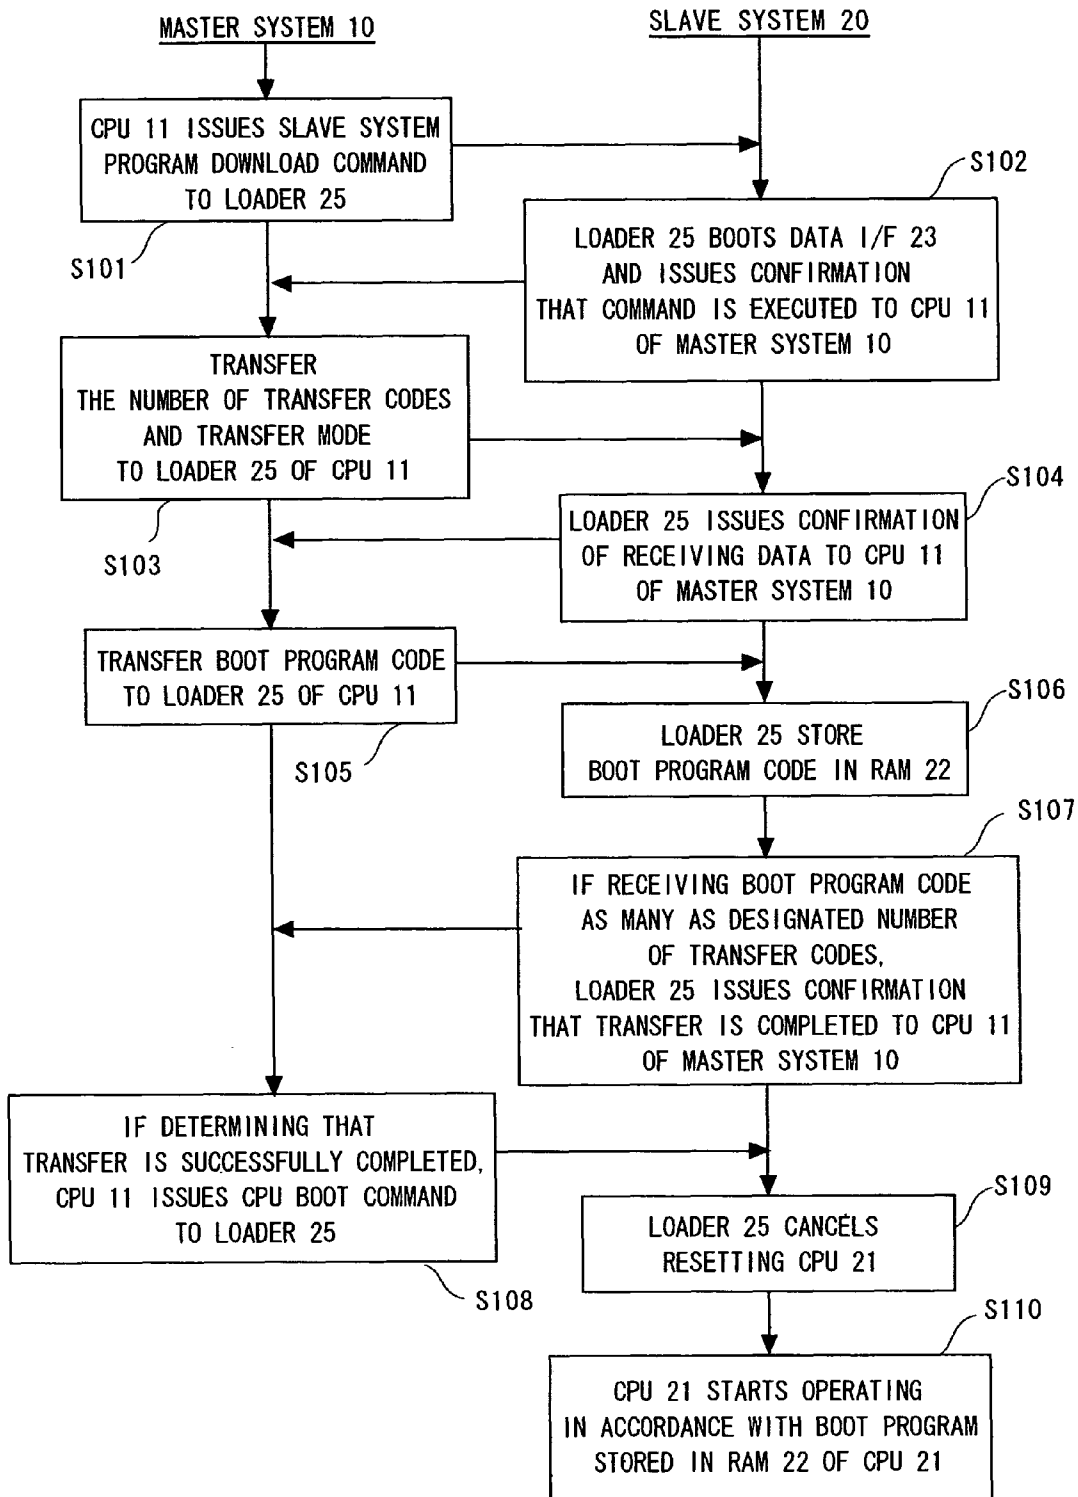 MASTER SYSTEM 10
SLAVE SYSTEM 20
CPU 11 ISSUES SLAVE SYSTEM
PROGRAM DOWNLOAD COMMAND
TO LOADER 25
S101
S102
LOADER 25 BOOTS DATA I/F 23
AND ISSUES CONFIRMATION
THAT COMMAND IS EXECUTED TO CPU 11
OF MASTER SYSTEM 10
TRANSFER
THE NUMBER OF TRANSFER CODES
AND TRANSFER MODE
TO LOADER 25 OF CPU 11
S103
S104
LOADER 25 ISSUES CONFIRMATION
OF RECEIVING DATA TO CPU 11
OF MASTER SYSTEM 10
TRANSFER BOOT PROGRAM CODE
TO LOADER 25 OF CPU 11
S105
S106
LOADER 25 STORE
BOOT PROGRAM CODE IN RAM 22
S107
IF RECEIVING BOOT PROGRAM CODE
AS MANY AS DESIGNATED NUMBER
OF TRANSFER CODES,
LOADER 25 ISSUES CONFIRMATION
THAT TRANSFER IS COMPLETED TO CPU 11
OF MASTER SYSTEM 10
IF DETERMINING THAT
TRANSFER IS SUCCESSFULLY COMPLETED,
CPU 11 ISSUES CPU BOOT COMMAND
TO LOADER 25
S108
S109
LOADER 25 CANCELS
RESETTING CPU 21
S110
CPU 21 STARTS OPERATING
IN ACCORDANCE WITH BOOT PROGRAM
STORED IN RAM 22 OF CPU 21